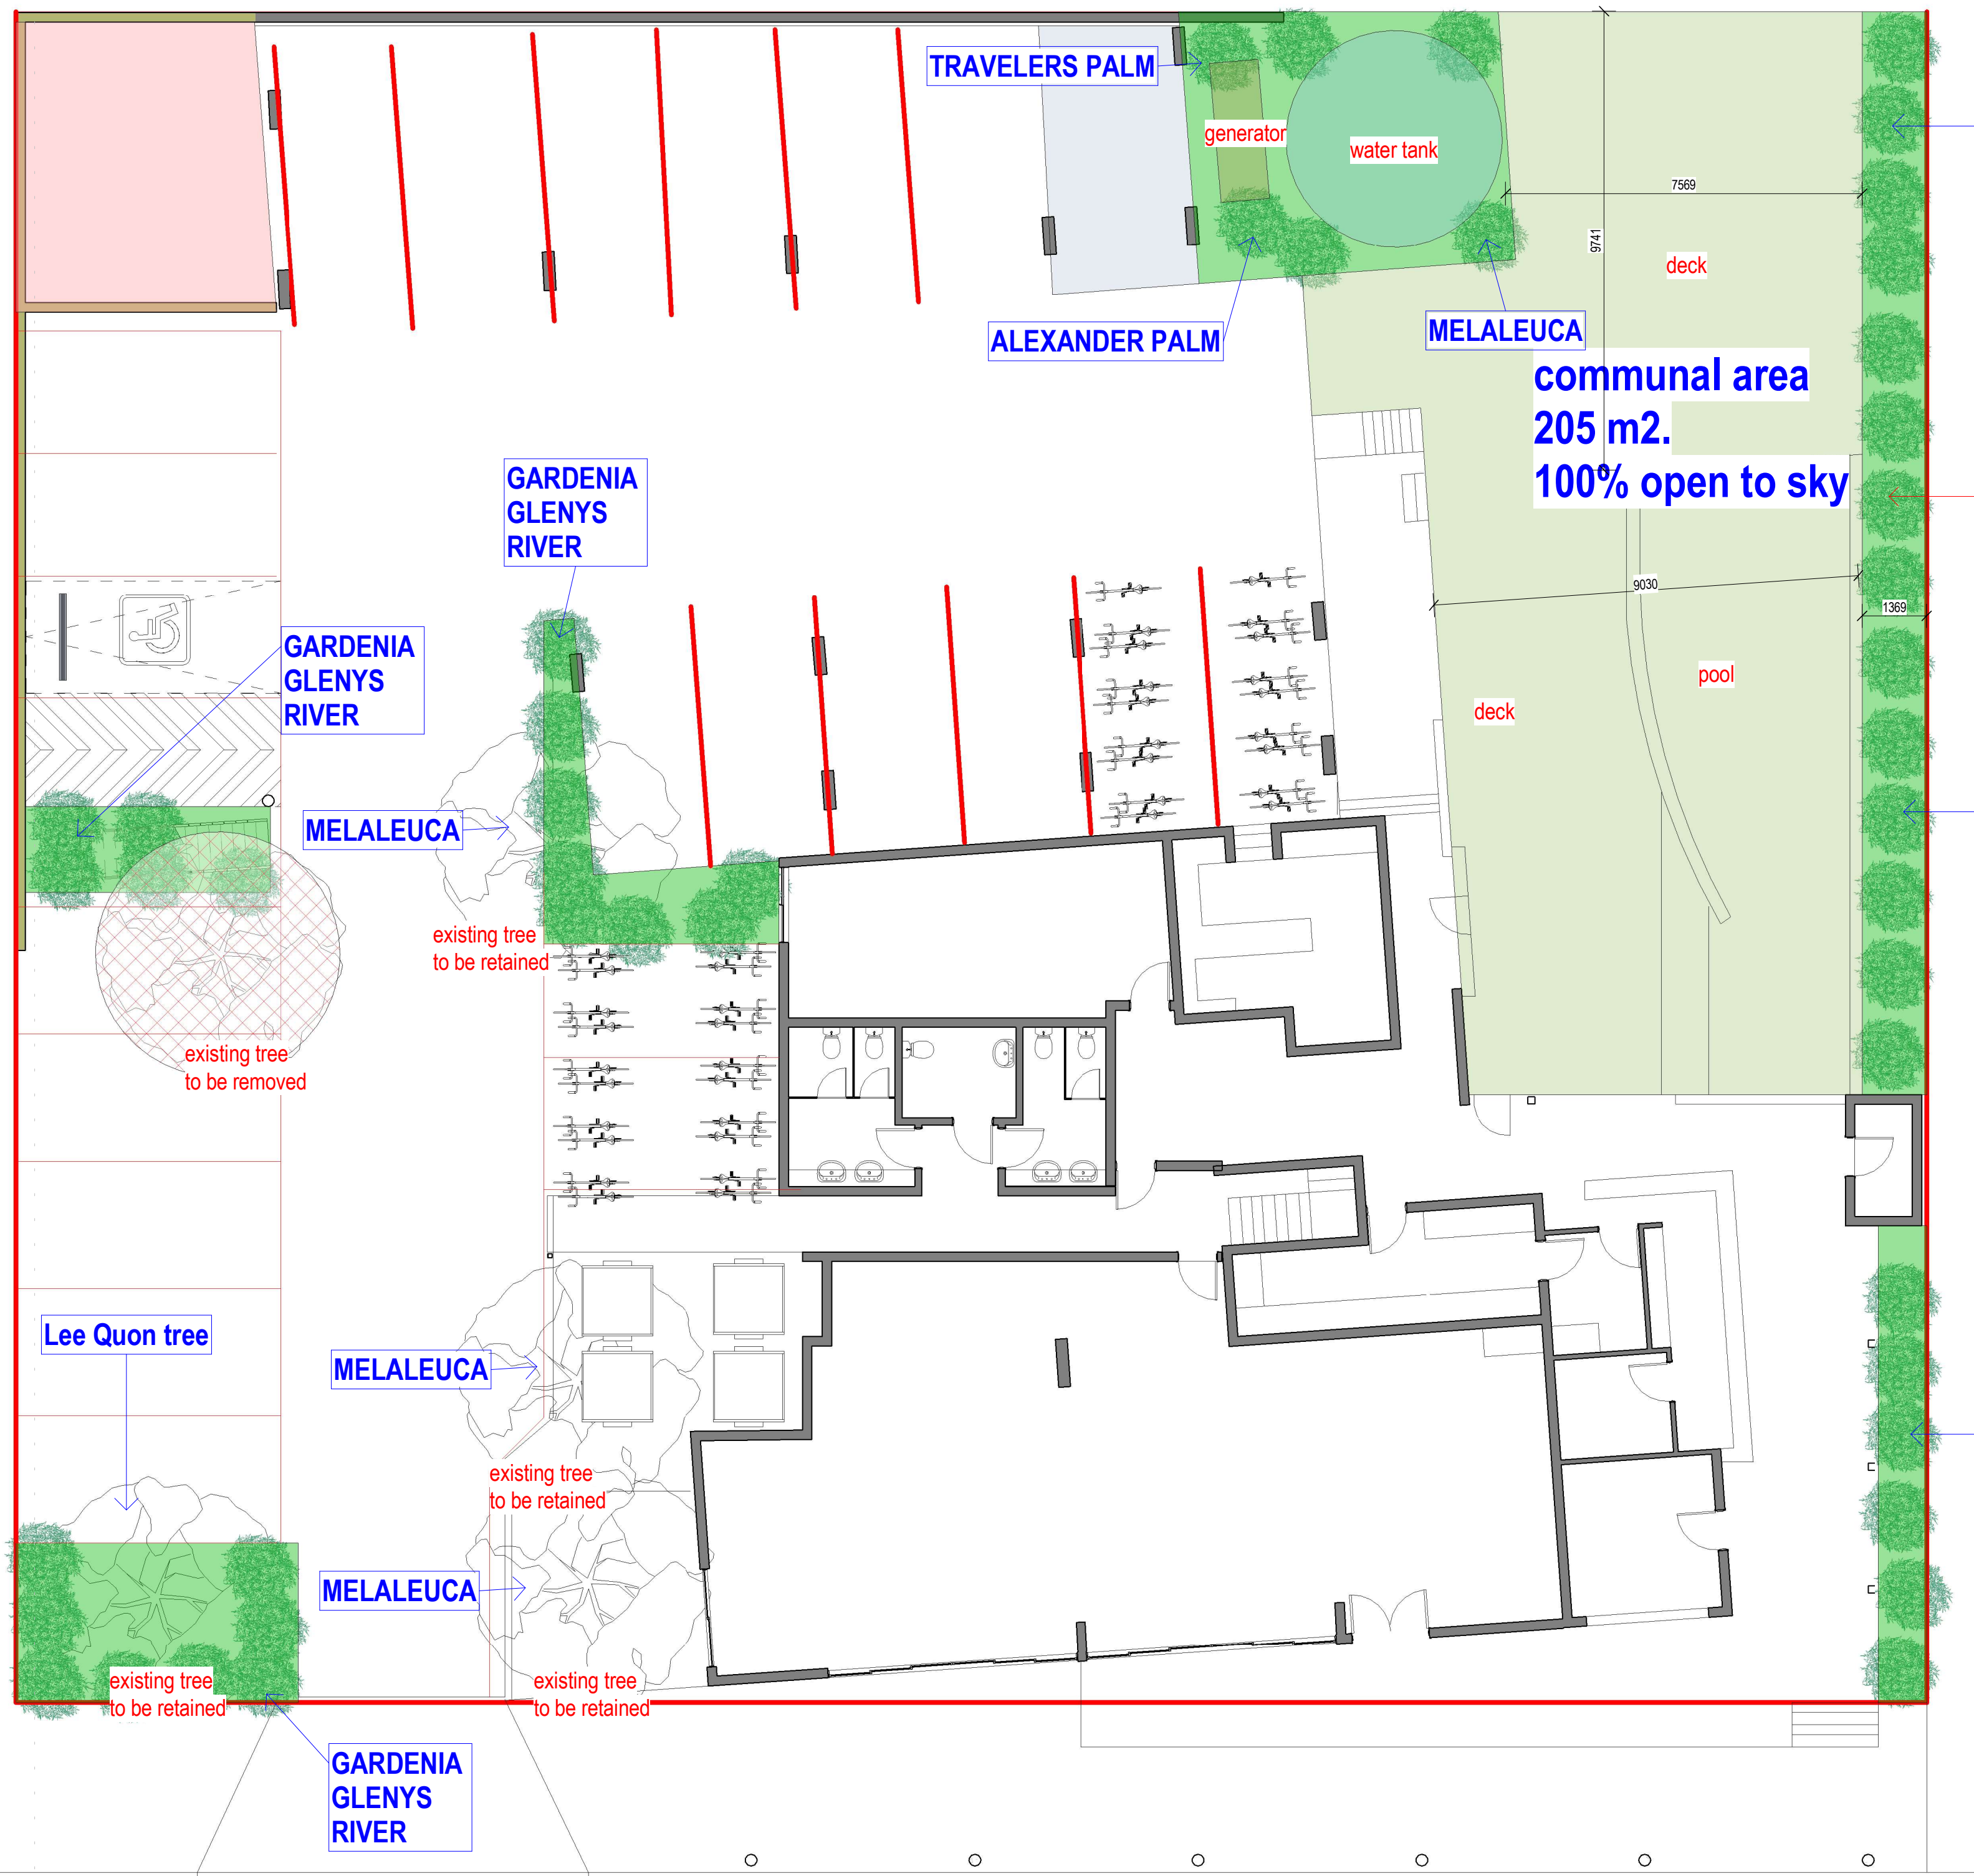 TRAVELERS PALM
generator
water tank
7569
9741
deck
ALEXANDER PALM
MELALEUCA
communal area
205 m2.
100% open to sky
GARDENIA
GLENYS
RIVER
9030
1369
GARDENIA
GLENYS
RIVER
pool
deck
MELALEUCA
existing tree
to be retained
existing tree
to be removed
Lee Quon tree
MELALEUCA
existing tree
to be retained
MELALEUCA
existing tree
to be retained
existing tree
to be retained
GARDENIA
GLENYS
RIVER